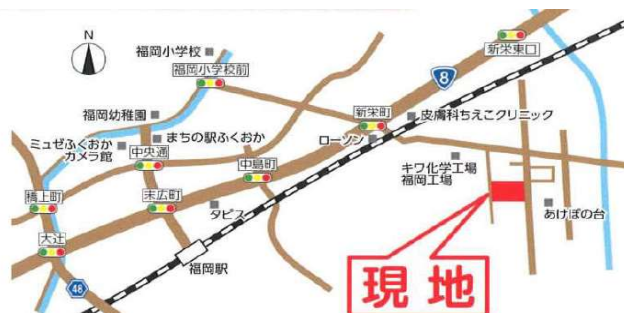 N
福岡小学校
福岡小学校前
8
新栄東口
福岡幼稚園
新栄町
皮膚科ちえこクリニック
まちの駅ふくおか
ローソン
ミュゼふくおか
カメラ館
中央通
中島町
キワ化学工場
福岡工場
橋上町
末広町
タピス
あけぼの台
大辻
福岡駅
48
現地